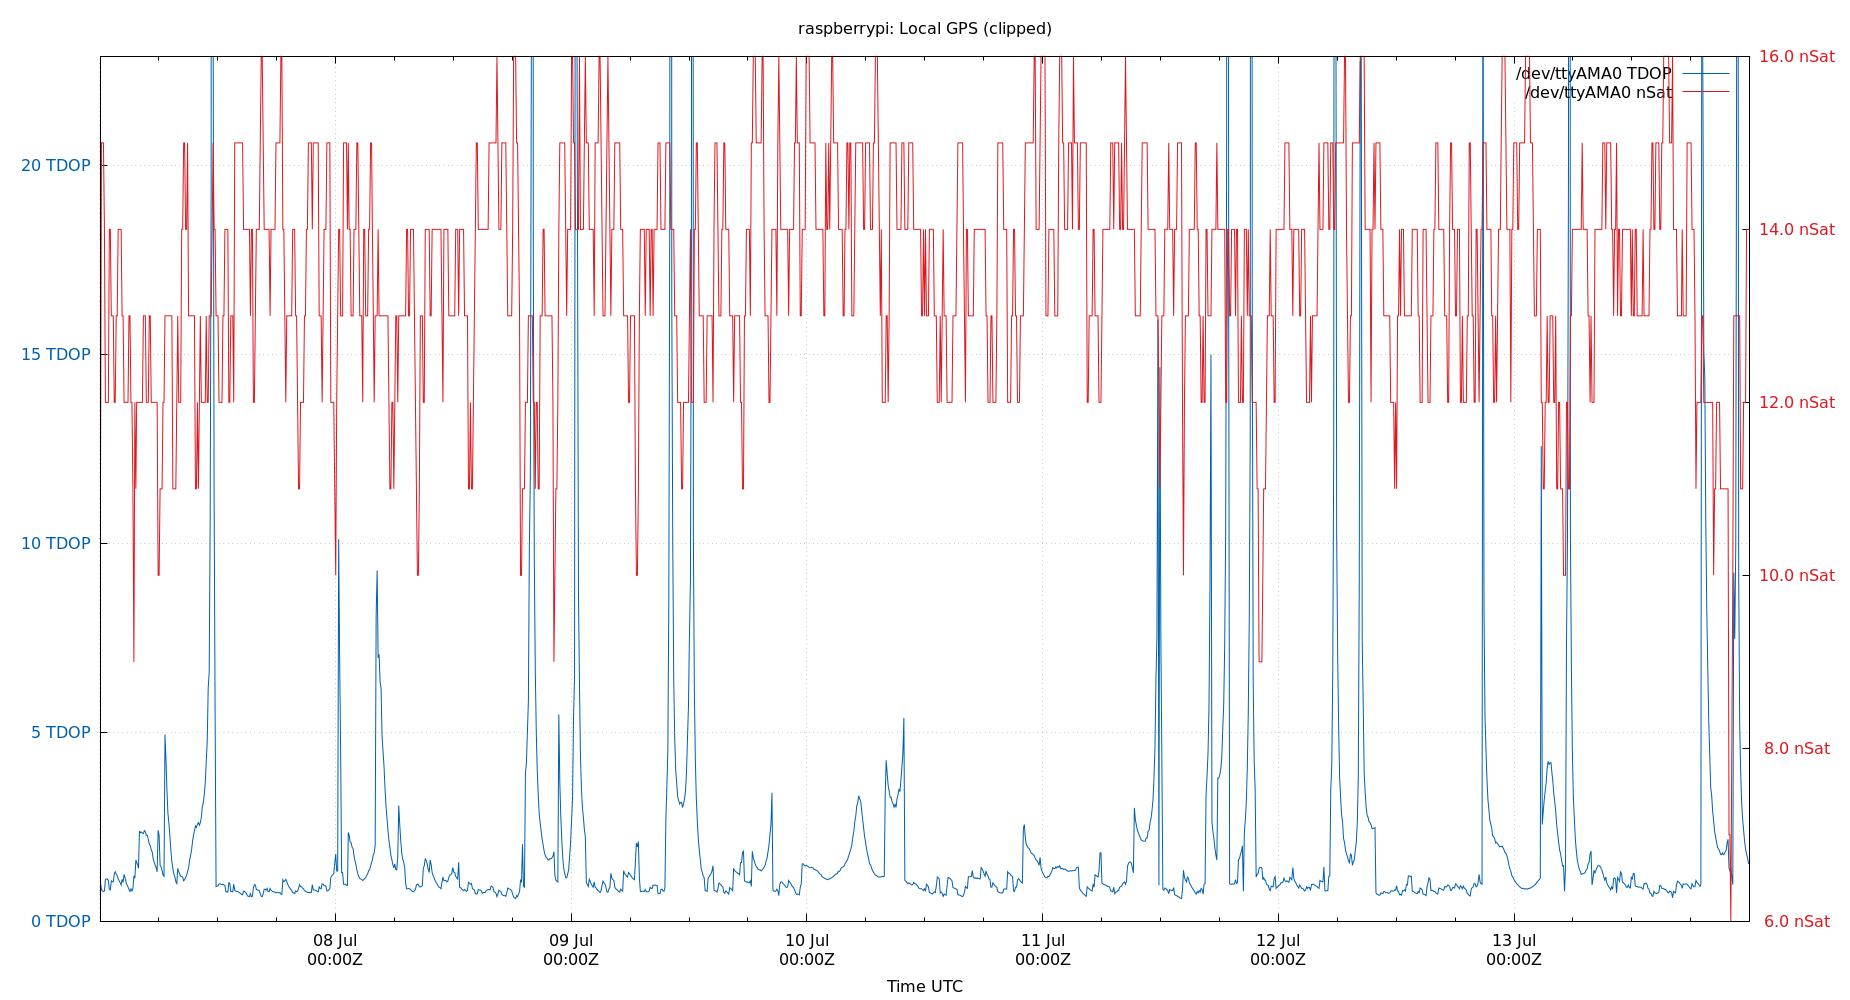 raspberrypi: Local GPS (clipped)
16.0 nSat
/dev/ttyAMA0 TDOP
/dev/ttyAMA0 nSat
20 TDOP
14.0 nSat
15 TDOP
12.0 nSat
10 TDOP
10.0 nSat
5 TDOP
8.0 nSat
0 TDOP
6.0 nSat
08 Jul 09 Jul 10 Jul 11 Jul 12 Jul 13 Jul
00:00Z 00:00Z 00:00Z 00:00Z 00:00Z 00:00Z
Time UTC